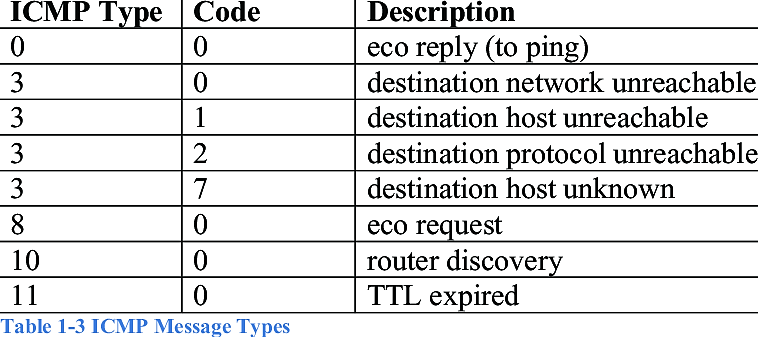 ICMP Type Code Description
0 0 eco reply (to ping)
3 0 destination network unreachable
3 1 destination host unreachable
3 2 destination protocol unreachable
3 7 destination host unknown
8 0 eco request
10 0 router discovery
11 0 TTL expired
Table 1-3 ICMP Message Types